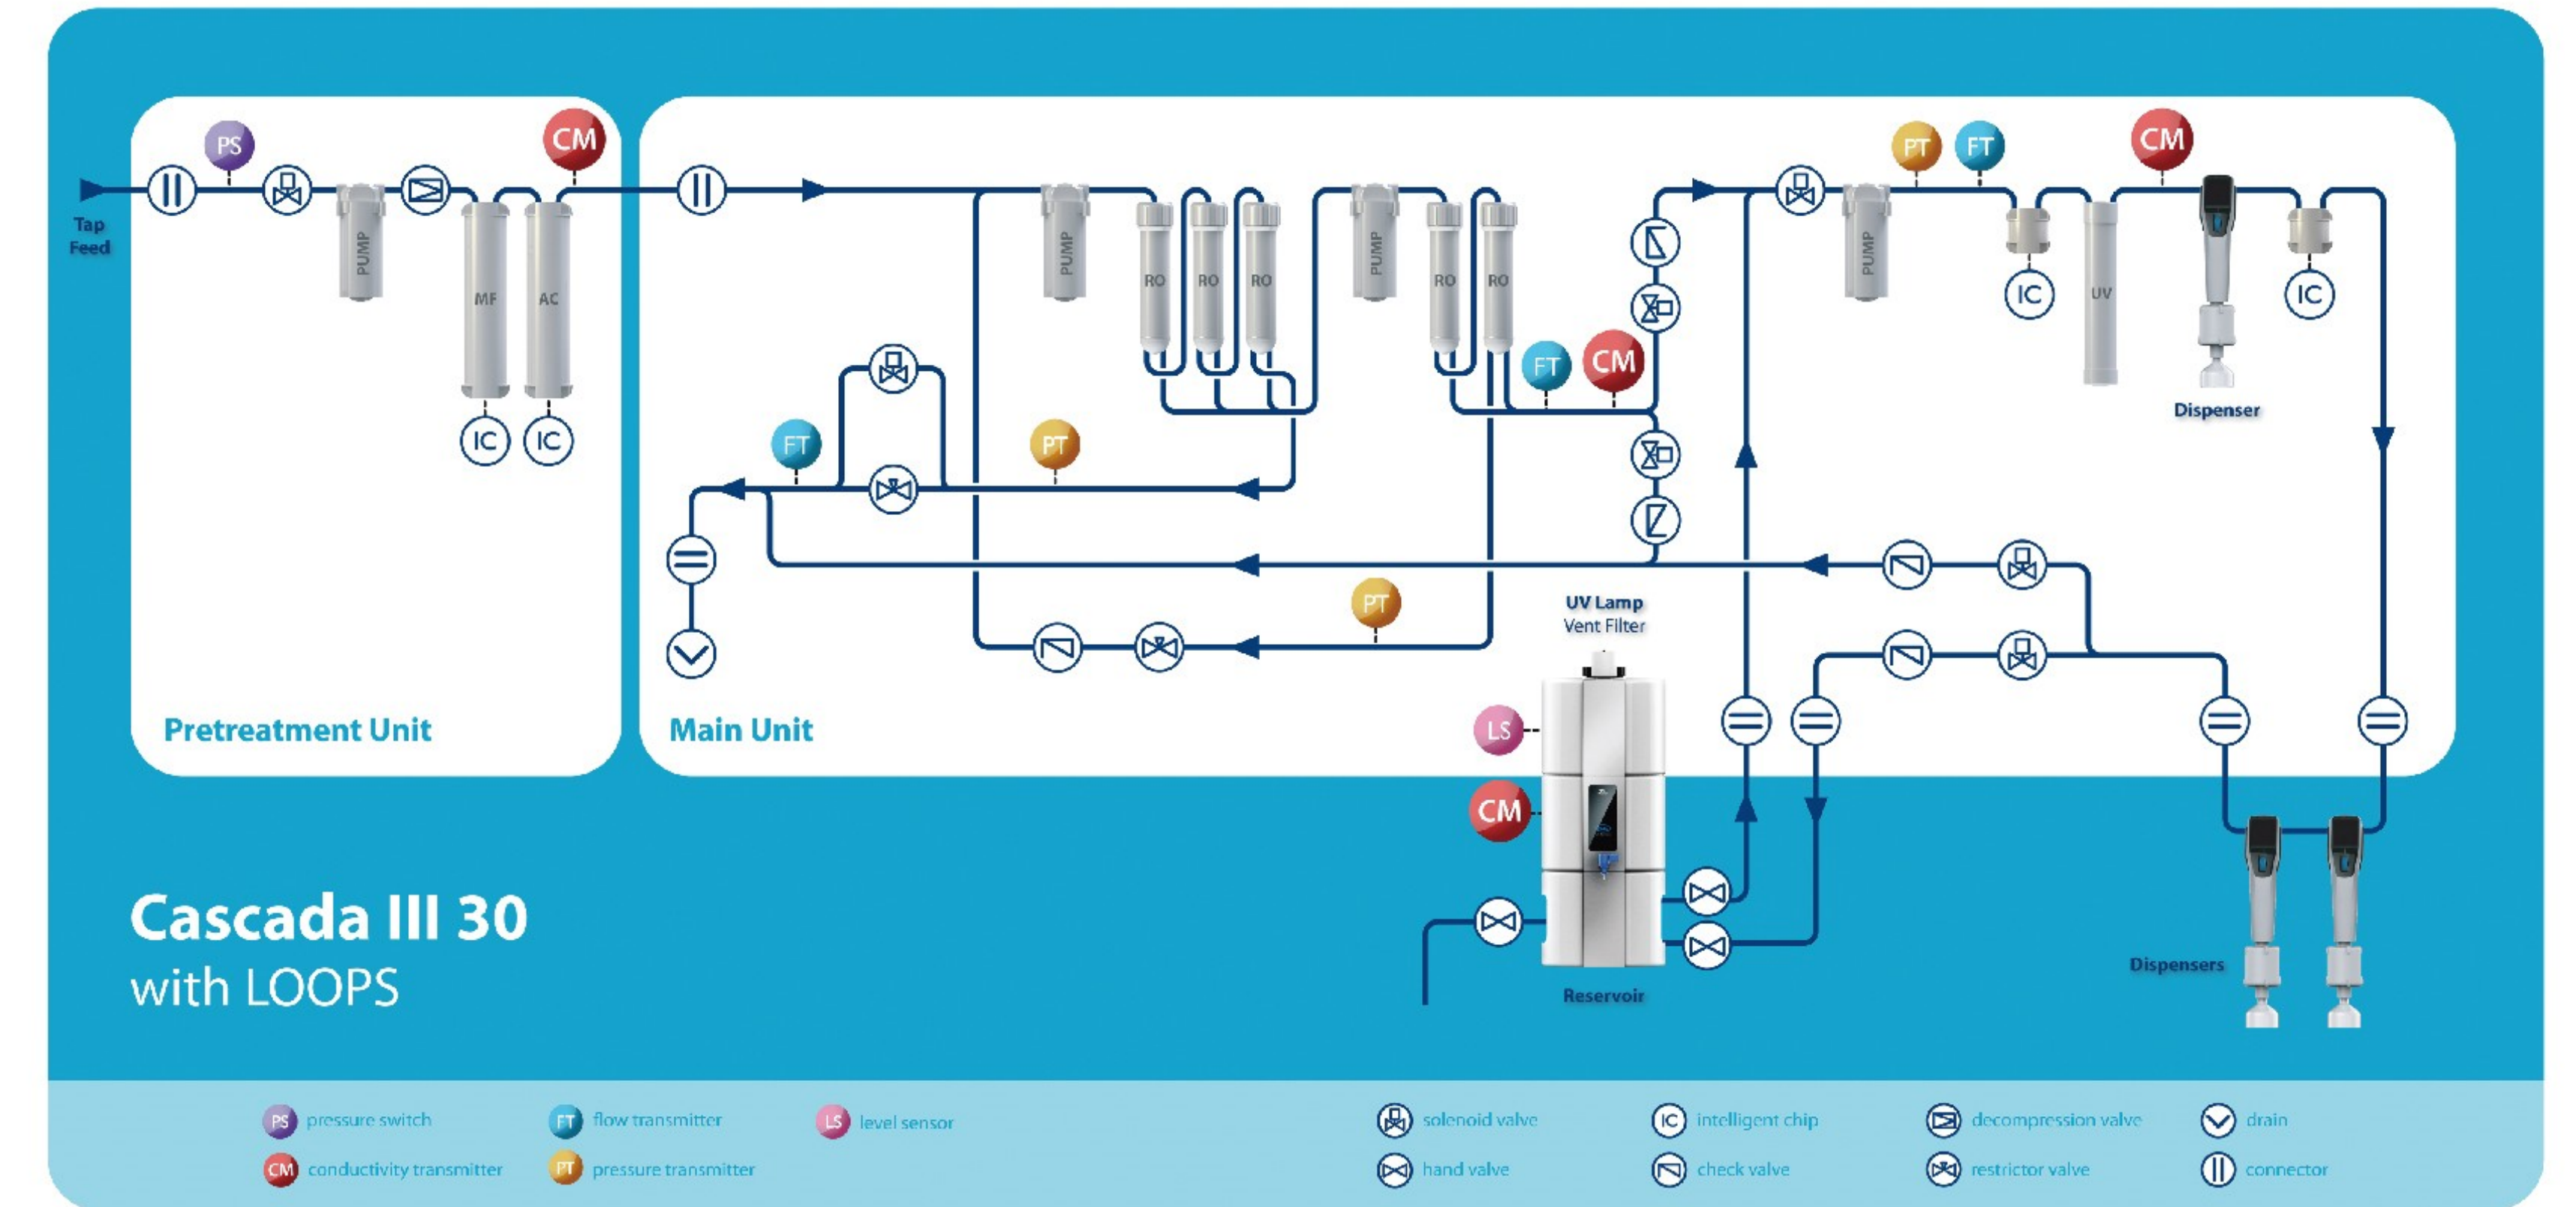 PS
CM
Tap
Feed
PUMP
MF
AC
IC
IC
Pretreatment Unit
PUMP
RO
RO
RO
PUMP
RO
RO
FT
CM
FT
PT
PT
Main Unit
PT
FT
CM
PUMP
IC
UV
IC
Dispenser
UV Lamp
Vent Filter
LS
CM
Reservoir
Dispensers
Cascada III 30
with LOOPS
PS pressure switch
FT flow transmitter
LS level sensor
solenoid valve
IC intelligent chip
decompression valve
drain
CM conductivity transmitter
PT pressure transmitter
hand valve
check valve
restrictor valve
connector